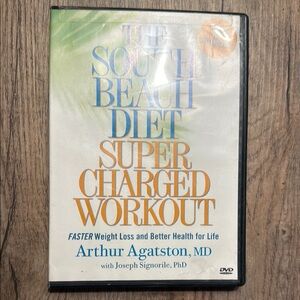 THE
SOUTH
BEACH
DIET
SUPER
CHARGED
WORKOUT
FASTER Weight Loss and Better Health for Life
Arthur Agatston, MD
with Joseph Signorile, PhD
DVD